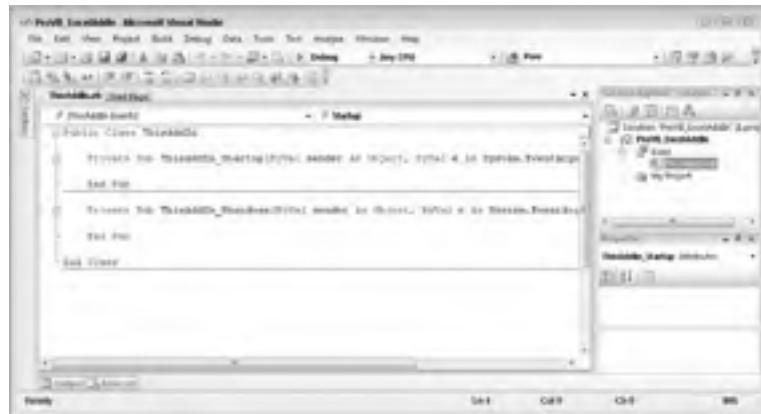 ProVB_ExcelAddIn - Microsoft Visual Studio
File Edit View Project Build Debug Data Tools Test Analyze Window Help
Debug Any CPU
ThisAddIn.vb Start Page
(ThisAddIn Events) Startup
Public Class ThisAddIn
Private Sub ThisAddIn_Startup(ByVal sender As Object, ByVal e As System.EventArgs
End Sub
Private Sub ThisAddIn_Shutdown(ByVal sender As Object, ByVal e As System.EventArgs
End Sub
End Class
ProVB_ExcelAddIn
Excel
My Project
Properties
ThisAddIn_Startup Attributes
Ready Ln 4 Col 9 Ch 9 INS